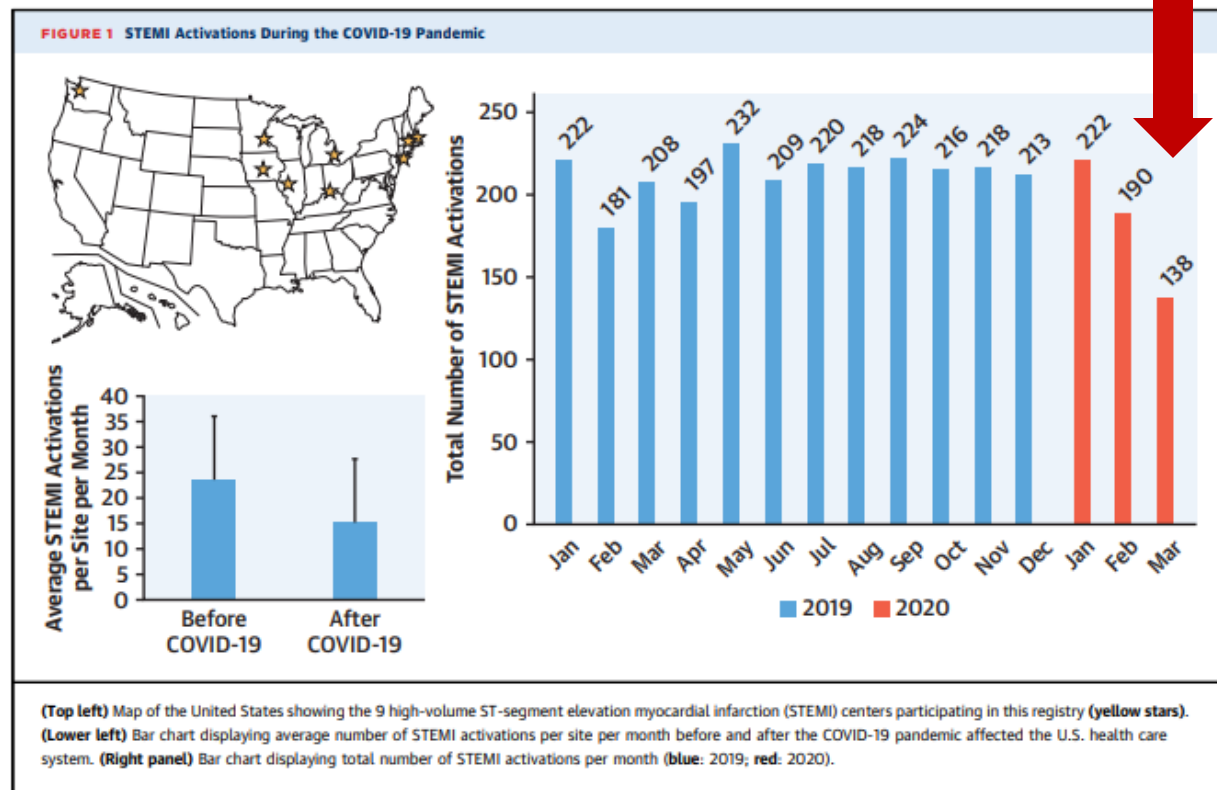 FIGURE 1 STEMI Activations During the COVID-19 Pandemic
Average STEMI Activations
per Site per Month
40
35
30
25
20
15
10
5
0
Before
COVID-19
After
COVID-19
Total Number of STEMI Activations
250
200
150
100
50
0
222
181
208
197
232
209
220
218
224
216
218
213
222
190
138
Jan
Feb
Mar
Apr
May
Jun
Jul
Aug
Sep
Oct
Nov
Dec
Jan
Feb
Mar
2019
2020
(Top left) Map of the United States showing the 9 high-volume ST-segment elevation myocardial infarction (STEMI) centers participating in this registry (yellow stars).
(Lower left) Bar chart displaying average number of STEMI activations per site per month before and after the COVID-19 pandemic affected the U.S. health care
system. (Right panel) Bar chart displaying total number of STEMI activations per month (blue: 2019; red: 2020).